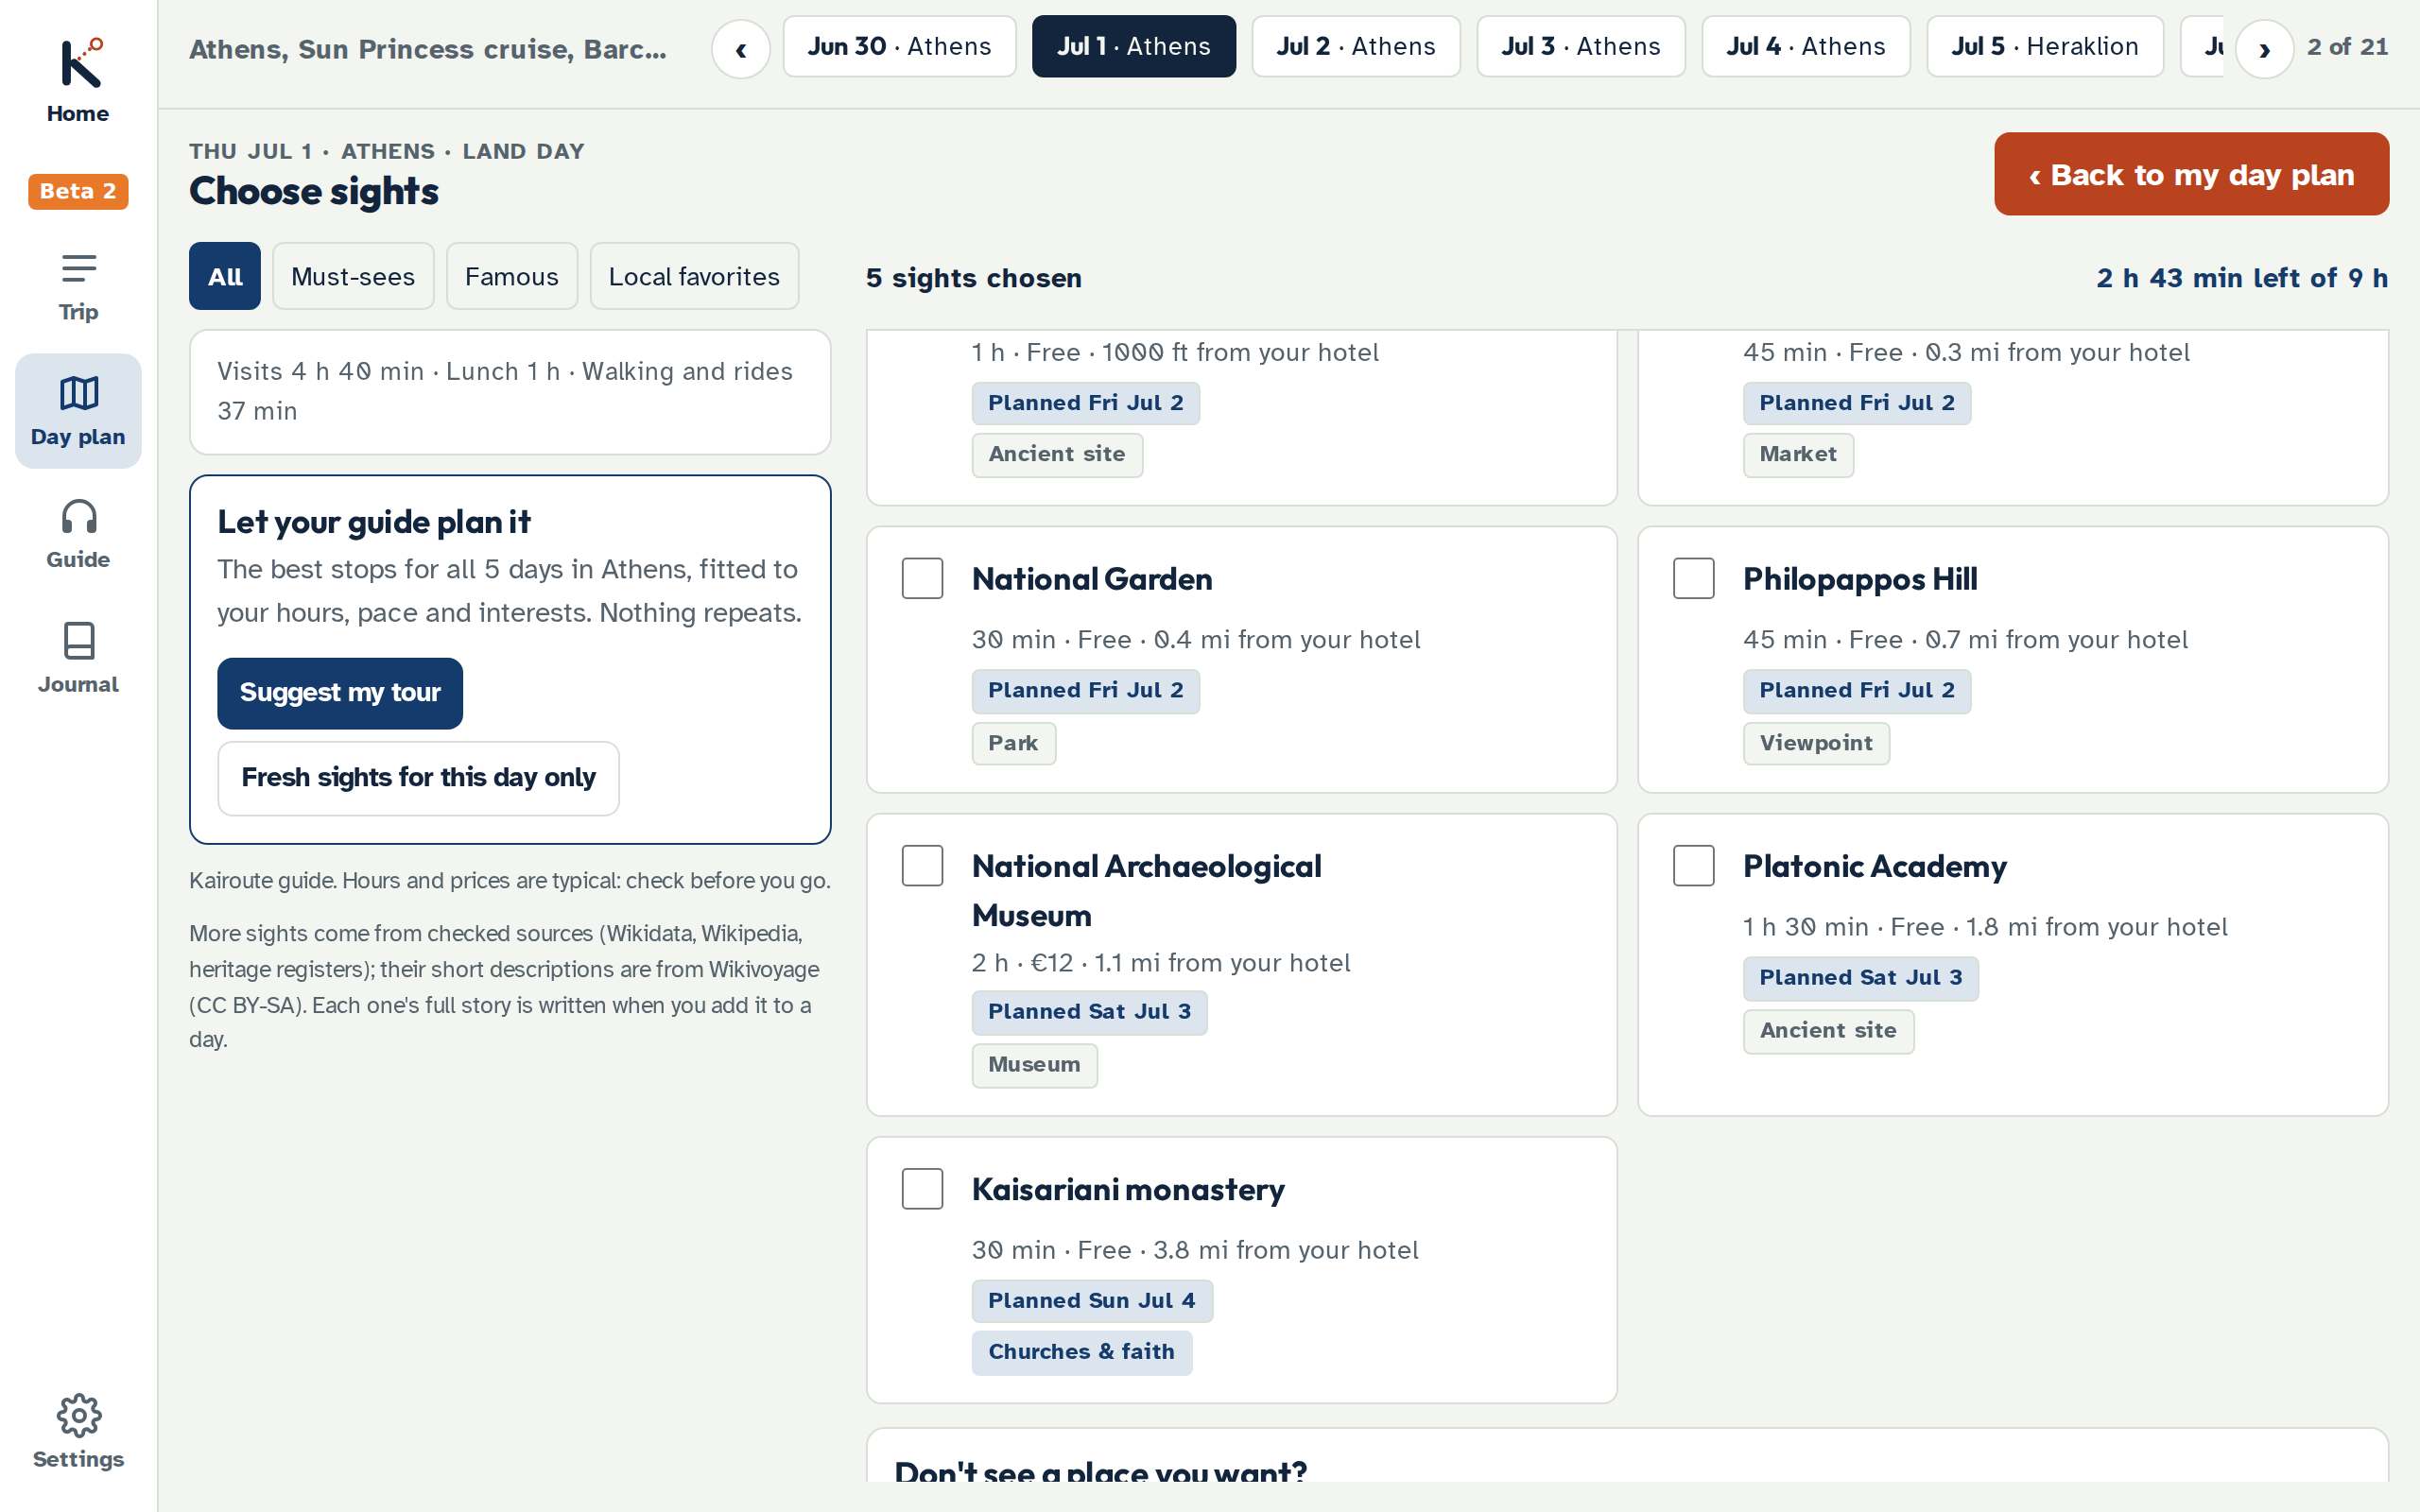 Home
Beta 2
Trip
Day plan
Guide
Journal
Settings
Athens, Sun Princess cruise, Barc...
‹
Jun 30 · Athens
Jul 1 · Athens
Jul 2 · Athens
Jul 3 · Athens
Jul 4 · Athens
Jul 5 · Heraklion
›
2 of 21
THU JUL 1 · ATHENS · LAND DAY
Choose sights
‹ Back to my day plan
All
Must-sees
Famous
Local favorites
5 sights chosen
2 h 43 min left of 9 h
Visits 4 h 40 min · Lunch 1 h · Walking and rides
37 min
Let your guide plan it
The best stops for all 5 days in Athens, fitted to
your hours, pace and interests. Nothing repeats.
Suggest my tour
Fresh sights for this day only
Kairoute guide. Hours and prices are typical: check before you go.
More sights come from checked sources (Wikidata, Wikipedia,
heritage registers); their short descriptions are from Wikivoyage
(CC BY-SA). Each one's full story is written when you add it to a
day.
1 h · Free · 1000 ft from your hotel
Planned Fri Jul 2
Ancient site
45 min · Free · 0.3 mi from your hotel
Planned Fri Jul 2
Market
National Garden
30 min · Free · 0.4 mi from your hotel
Planned Fri Jul 2
Park
Philopappos Hill
45 min · Free · 0.7 mi from your hotel
Planned Fri Jul 2
Viewpoint
National Archaeological
Museum
2 h · €12 · 1.1 mi from your hotel
Planned Sat Jul 3
Museum
Platonic Academy
1 h 30 min · Free · 1.8 mi from your hotel
Planned Sat Jul 3
Ancient site
Kaisariani monastery
30 min · Free · 3.8 mi from your hotel
Planned Sun Jul 4
Churches & faith
Don't see a place you want?